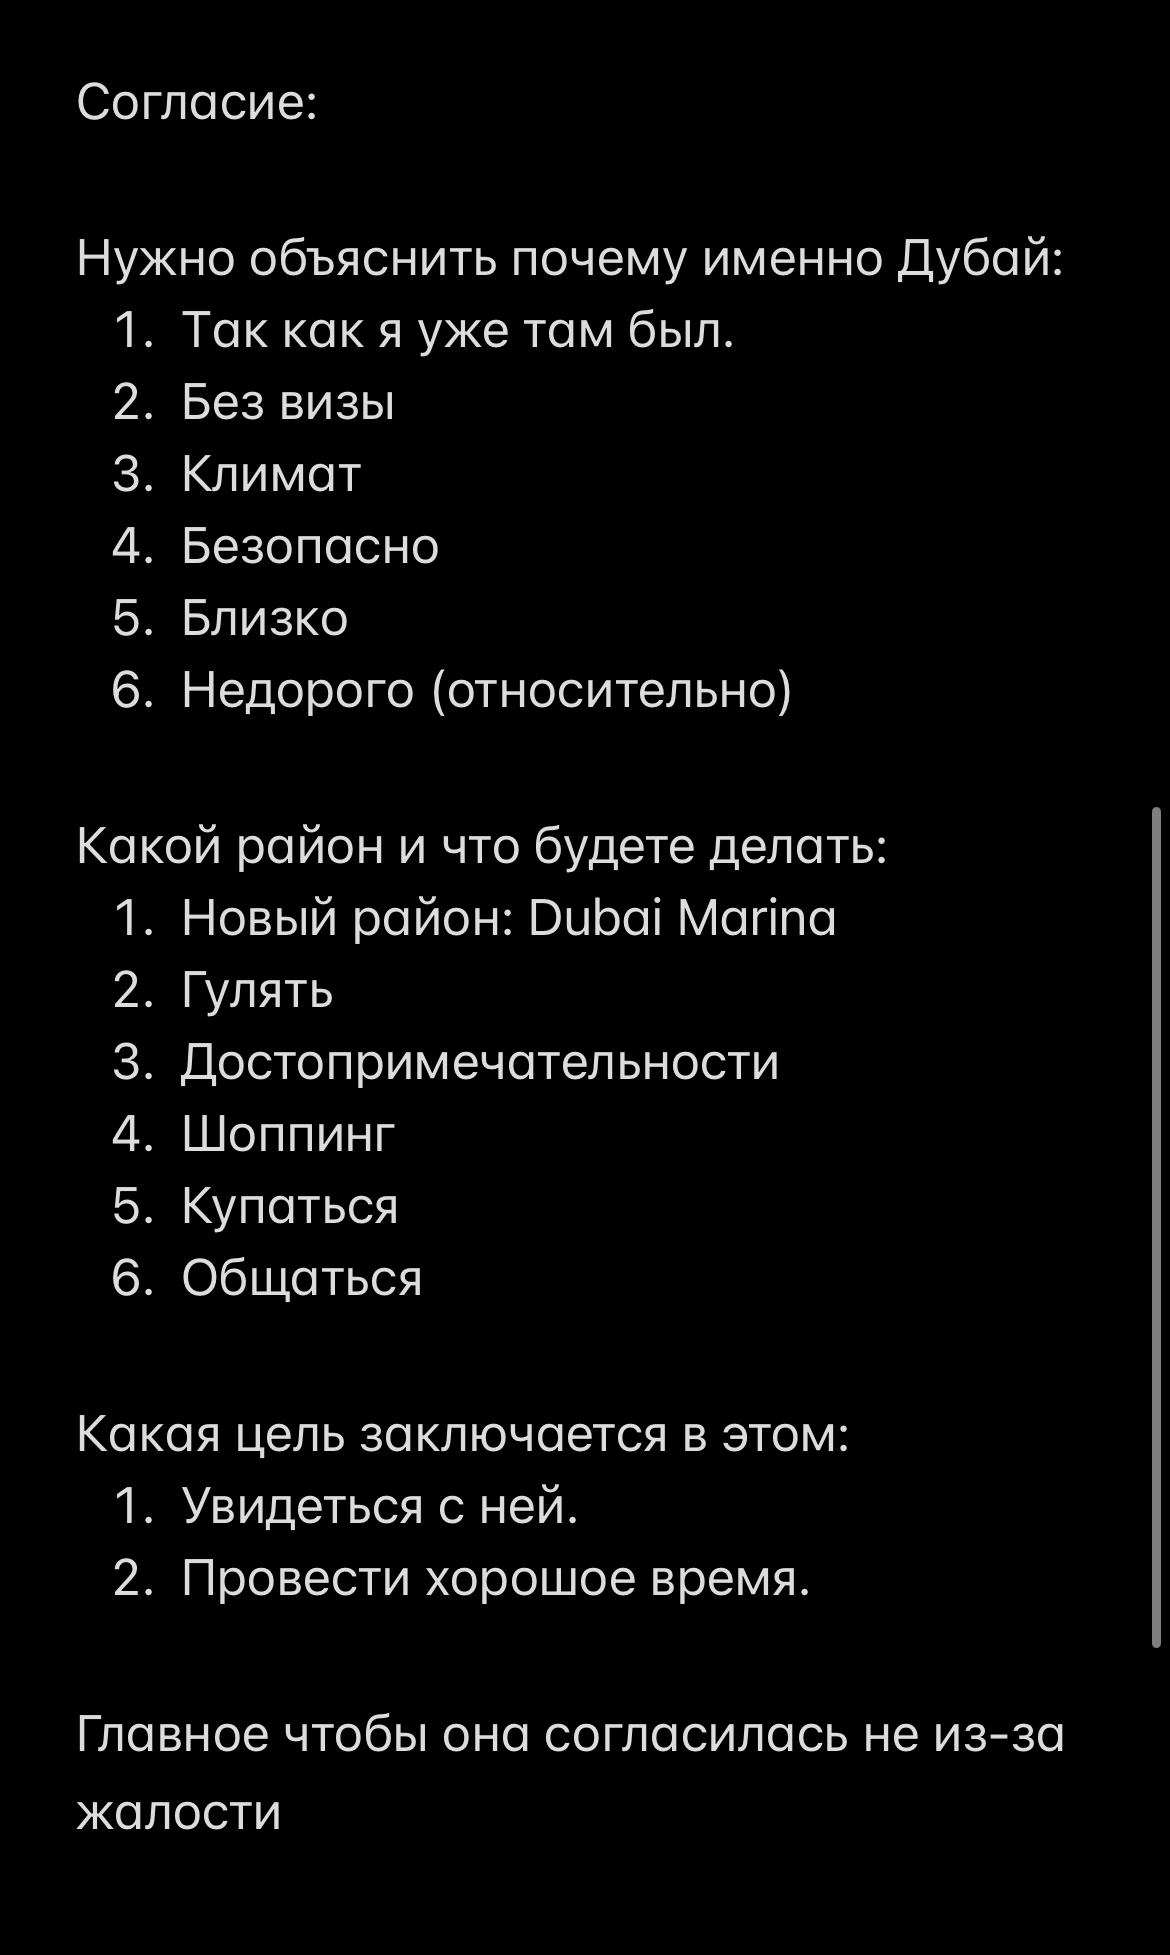 Согласие:
Нужно объяснить почему именно Дубай:
1. Так как я уже там был.
2. Без визы
3. Климат
4. Безопасно
5. Близко
6. Недорого (относительно)
Какой район и что будете делать:
1. Новый район: Dubai Marina
2. Гулять
3. Достопримечательности
4. Шоппинг
5. Купаться
6. Общаться
Какая цель заключается в этом:
1. Увидеться с ней.
2. Провести хорошое время.
Главное чтобы она согласилась не из-за
жалости